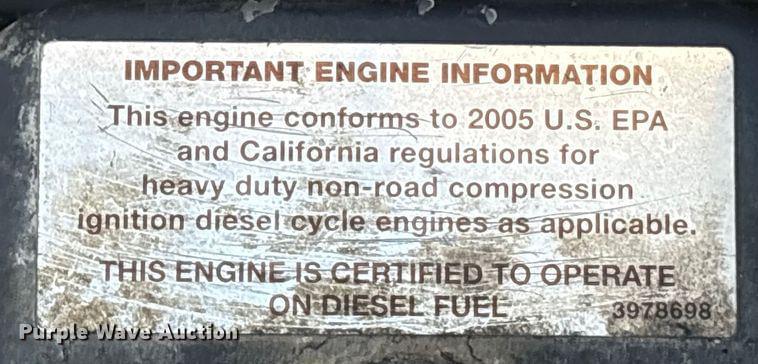 IMPORTANT ENGINE INFORMATION
This engine conforms to 2005 U.S. EPA
and California regulations for
heavy duty non-road compression
ignition diesel cycle engines as applicable.
THIS ENGINE IS CERTIFIED TO OPERATE
ON DIESEL FUEL 3978698
Purple Wave Auction